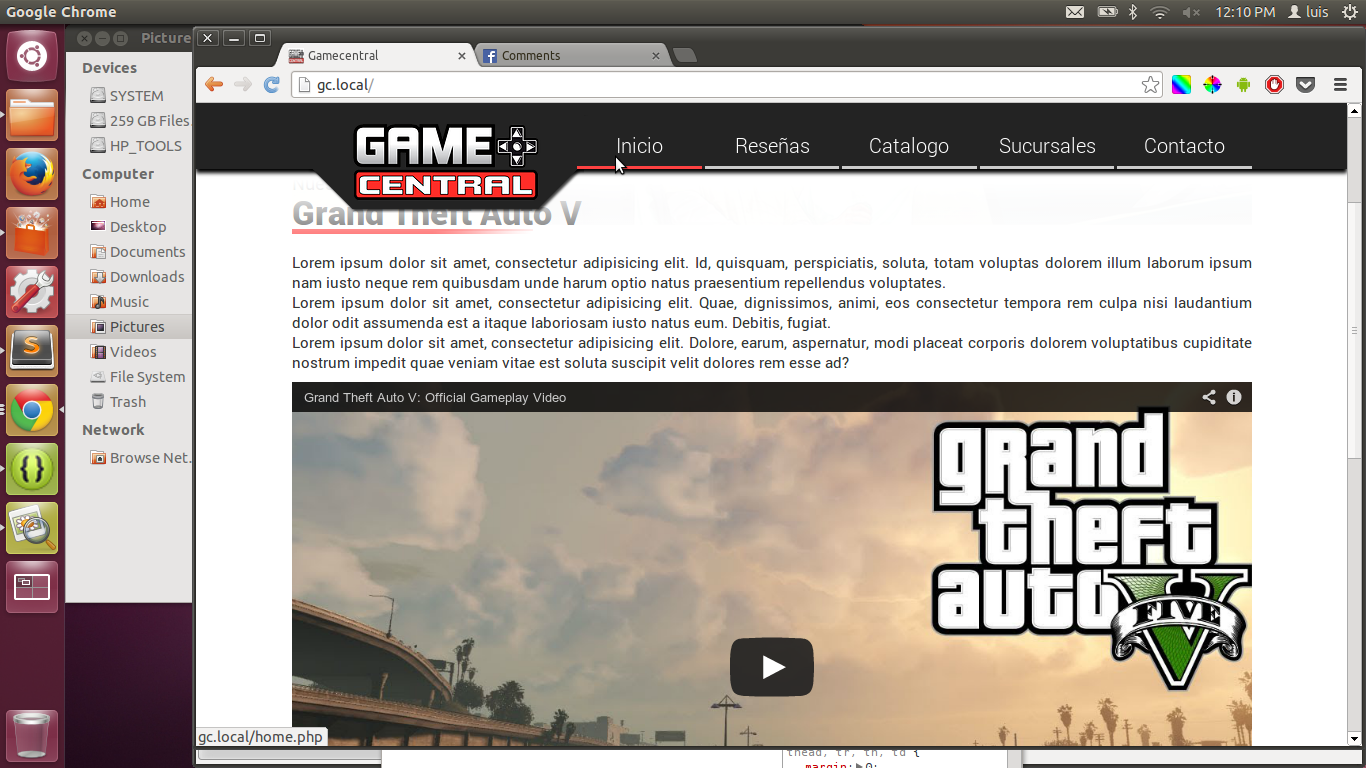 Google Chrome
12:10 PM
luis
Picture
Devices
SYSTEM
259 GB Files
HP_TOOLS
Computer
Home
Desktop
Documents
Downloads
Music
Pictures
Videos
File System
Trash
Network
Browse Net.
Gamecentral
Comments
gc.local/
GAME
CENTRAL
Inicio
Reseñas
Catalogo
Sucursales
Contacto
Grand Theft Auto V
Lorem ipsum dolor sit amet, consectetur adipisicing elit. Id, quisquam, perspiciatis, soluta, totam voluptas dolorem illum laborum ipsum
nam iusto neque rem quibusdam unde harum optio natus praesentium repellendus voluptates.
Lorem ipsum dolor sit amet, consectetur adipisicing elit. Quae, dignissimos, animi, eos consectetur tempora rem culpa nisi laudantium
dolor odit assumenda est a itaque laboriosam iusto natus eum. Debitis, fugiat.
Lorem ipsum dolor sit amet, consectetur adipisicing elit. Dolore, earum, aspernatur, modi placeat corporis dolorem voluptatibus cupiditate
nostrum impedit quae veniam vitae est soluta suscipit velit dolores rem esse ad?
Grand Theft Auto V: Official Gameplay Video
grand
theft
auto V
FIVE
gc.local/home.php
thead, tr, th, td {
margin: 0;